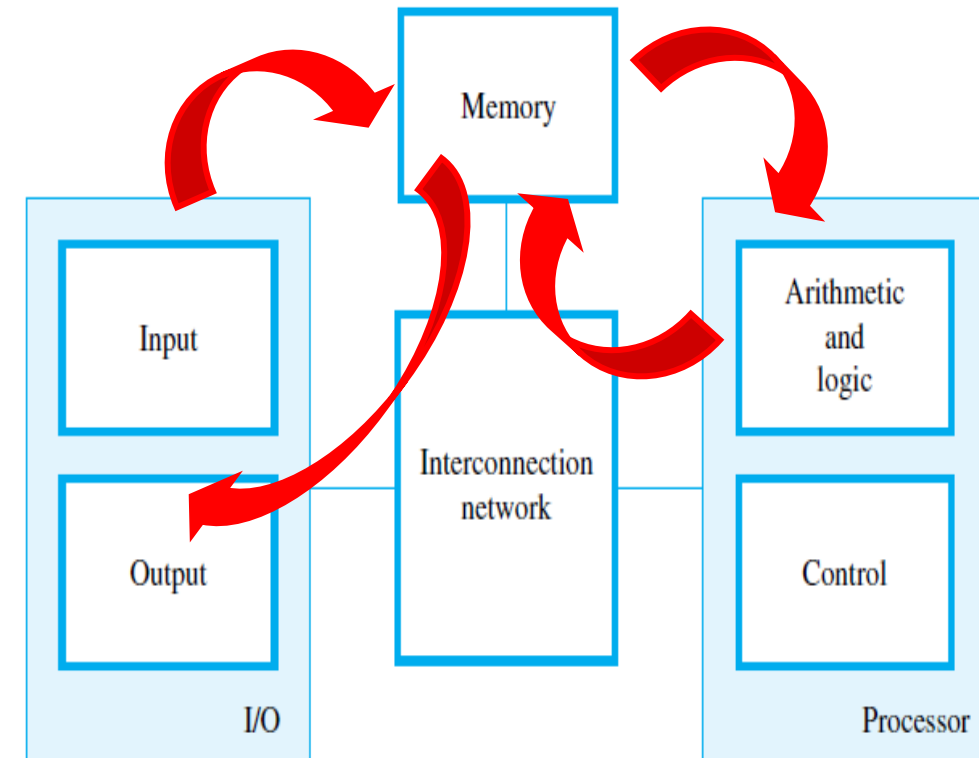 Memory
Input
Arithmetic
and
logic
Interconnection
network
Output
Control
I/O
Processor